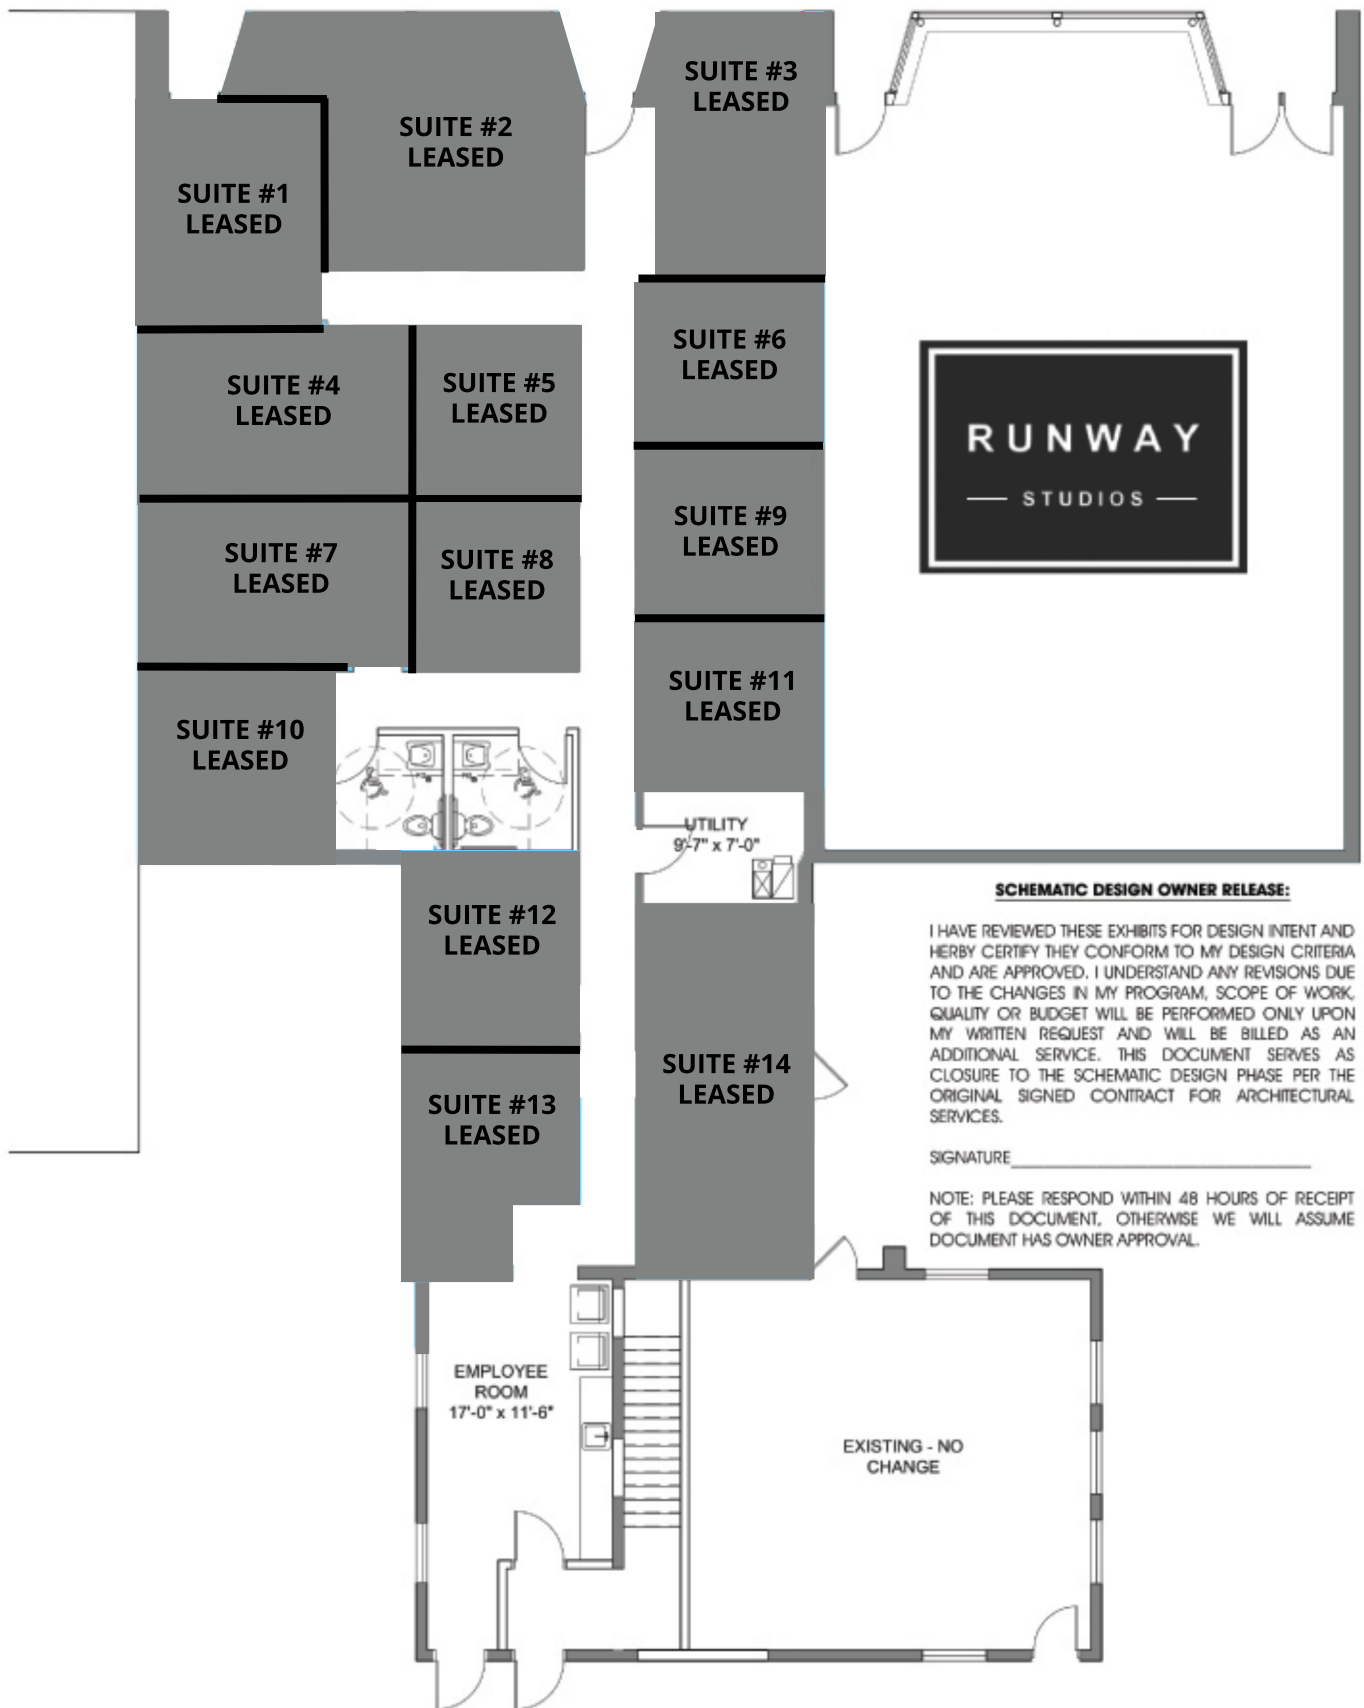 SUITE #3
LEASED
SUITE #2
LEASED
SUITE #1
LEASED
SUITE #6
LEASED
SUITE #4
LEASED
SUITE #5
LEASED
RUNWAY
STUDIOS
SUITE #9
LEASED
SUITE #7
LEASED
SUITE #8
LEASED
SUITE #11
LEASED
SUITE #10
LEASED
UTILITY
9'-7" x 7'-0"
SUITE #12
LEASED
SCHEMATIC DESIGN OWNER RELEASE:
I HAVE REVIEWED THESE EXHIBITS FOR DESIGN INTENT AND
HERBY CERTIFY THEY CONFORM TO MY DESIGN CRITERIA
AND ARE APPROVED. I UNDERSTAND ANY REVISIONS DUE
TO THE CHANGES IN MY PROGRAM, SCOPE OF WORK,
QUALITY OR BUDGET WILL BE PERFORMED ONLY UPON
MY WRITTEN REQUEST AND WILL BE BILLED AS AN
ADDITIONAL SERVICE. THIS DOCUMENT SERVES AS
CLOSURE TO THE SCHEMATIC DESIGN PHASE PER THE
ORIGINAL SIGNED CONTRACT FOR ARCHITECTURAL
SERVICES.
SIGNATURE
NOTE: PLEASE RESPOND WITHIN 48 HOURS OF RECEIPT
OF THIS DOCUMENT, OTHERWISE WE WILL ASSUME
DOCUMENT HAS OWNER APPROVAL.
SUITE #14
LEASED
SUITE #13
LEASED
EMPLOYEE
ROOM
17'-0" x 11'-6"
EXISTING - NO
CHANGE